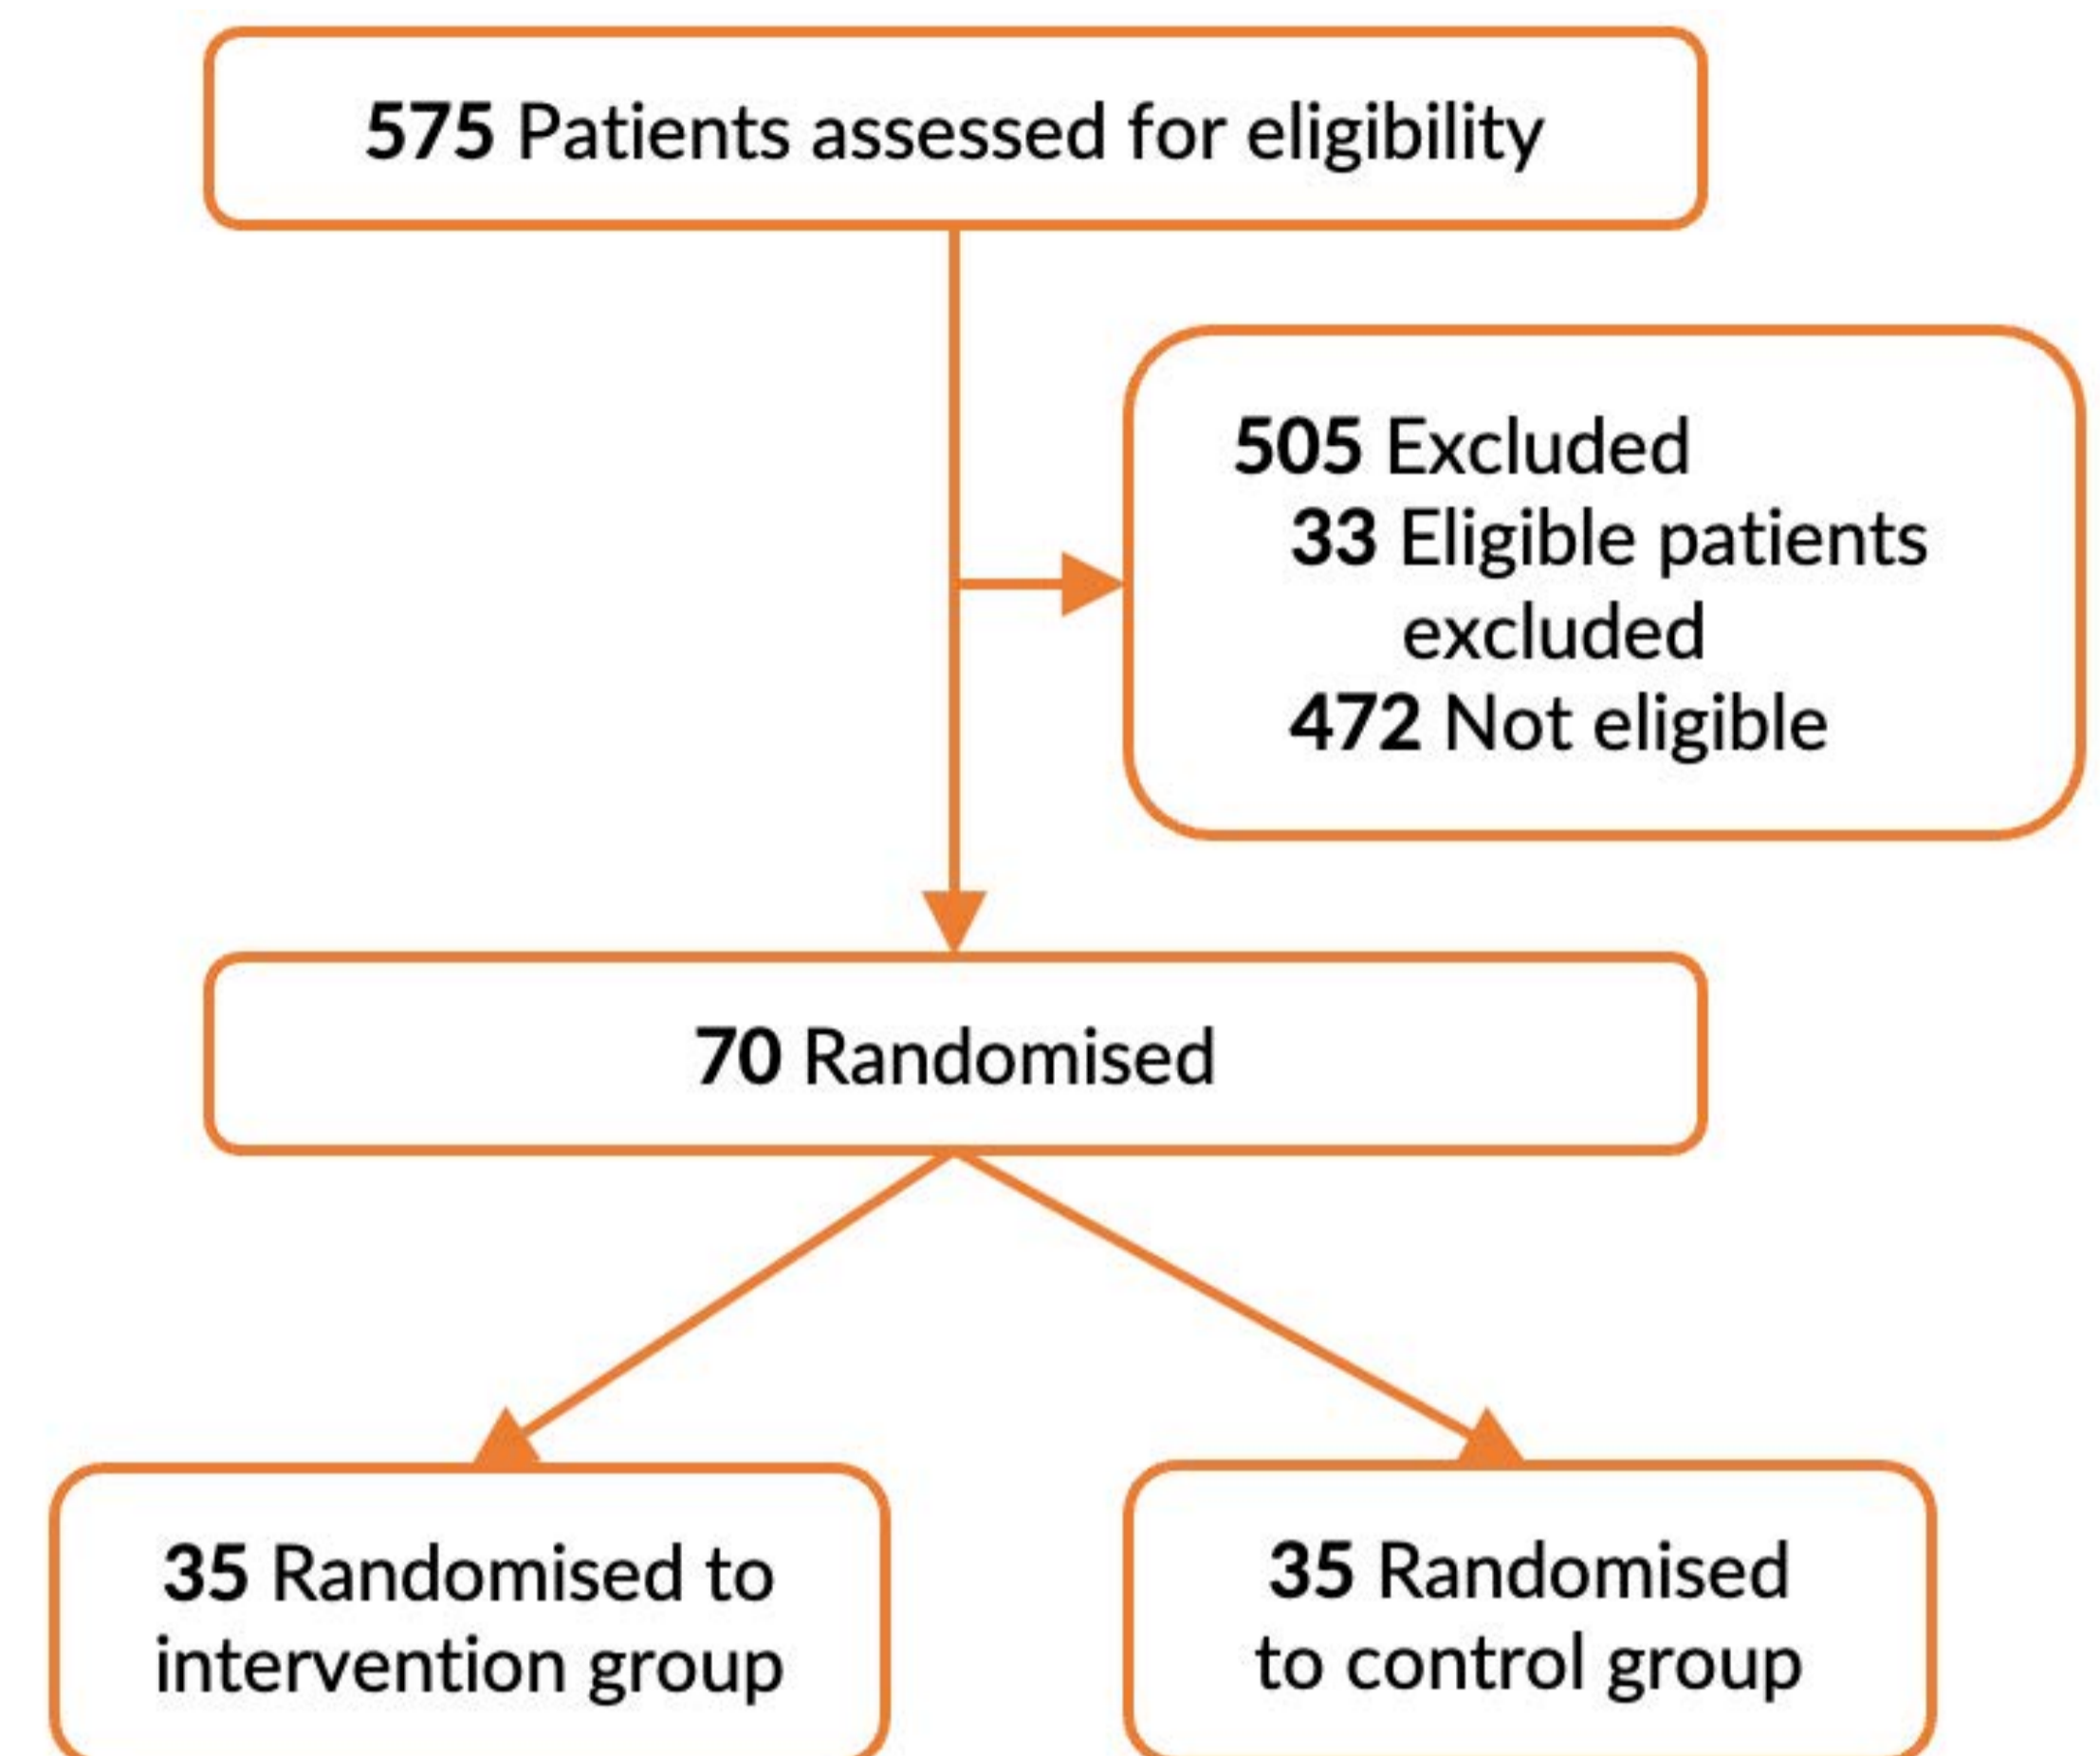 575 Patients assessed for eligibility
505 Excluded
33 Eligible patients
excluded
472 Not eligible
70 Randomised
35 Randomised to
intervention group
35 Randomised
to control group